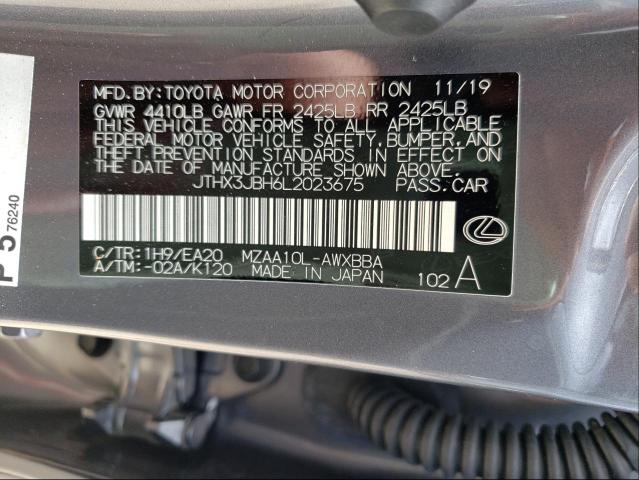 MFD.BY:TOYOTA MOTOR CORPORATION 11/19
GVWR 4410LB GAWR FR 2425LB RR 2425LB
THIS VEHICLE CONFORMS TO ALL APPLICABLE
FEDERAL MOTOR VEHICLE SAFETY,BUMPER,AND
THEFT PREVENTION STANDARDS IN EFFECT ON
THE DATE OF MANUFACTURE SHOWN ABOVE.
JTHX3JBH6L2023675 PASS.CAR
C/TR:1H9/EA20 MZAA10L-AWXBBA
A/TM:-02A/K120 MADE IN JAPAN 102 A
76240